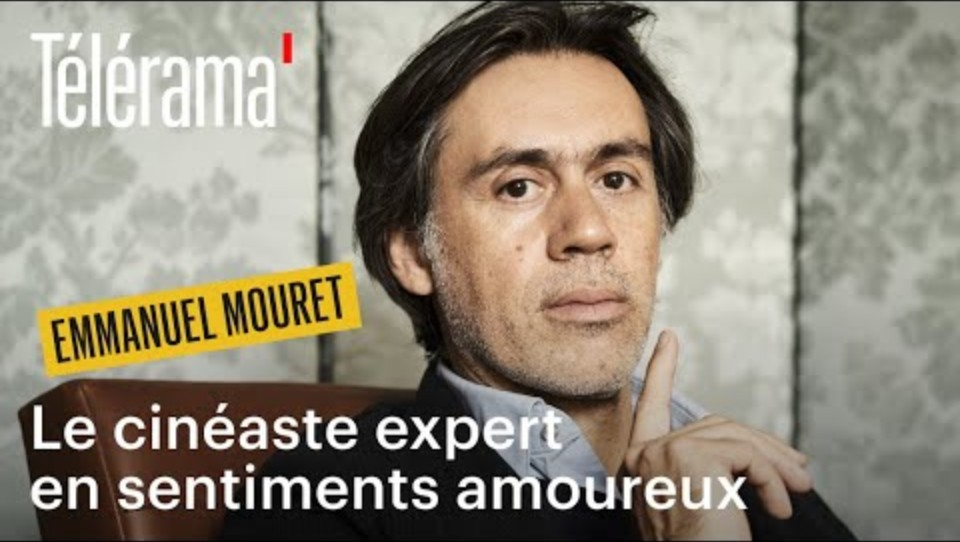 Télérama'
EMMANUEL MOURET
Le cinéaste expert
en sentiments amoureux